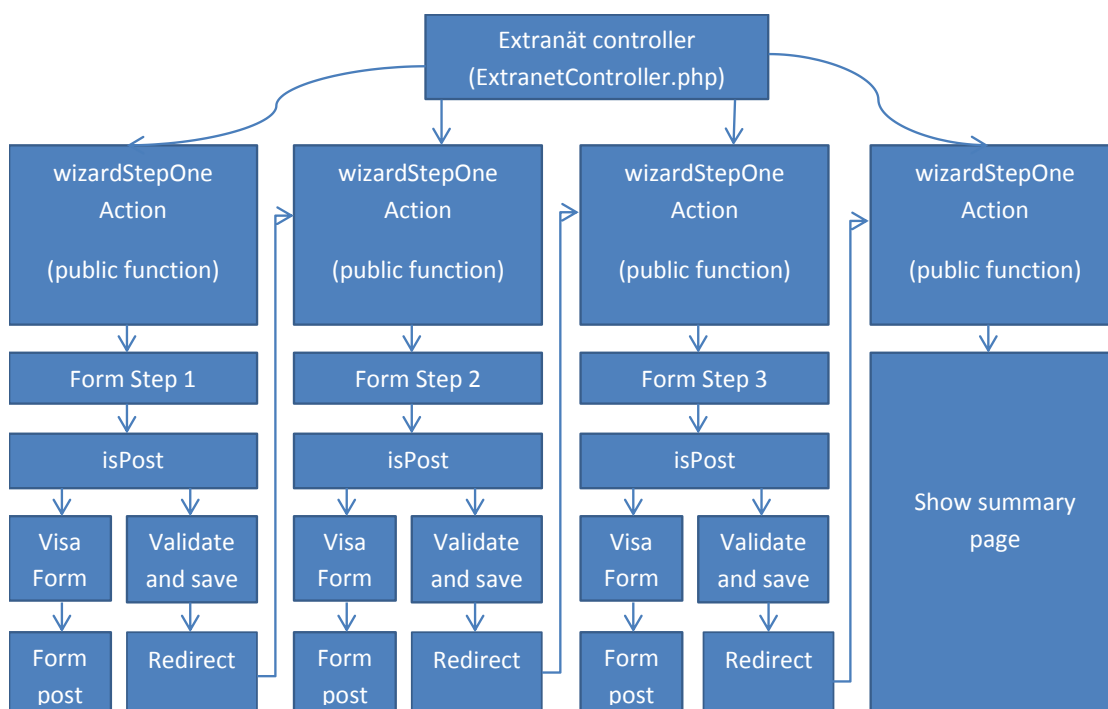 Extranät controller
(ExtranetController.php)
wizardStepOne
Action
(public function)
wizardStepOne
Action
(public function)
wizardStepOne
Action
(public function)
wizardStepOne
Action
(public function)
Form Step 1
Form Step 2
Form Step 3
isPost
isPost
isPost
Visa
Form
Validate
and save
Visa
Form
Validate
and save
Visa
Form
Validate
and save
Show summary
page
Form
post
Redirect
Form
post
Redirect
Form
post
Redirect